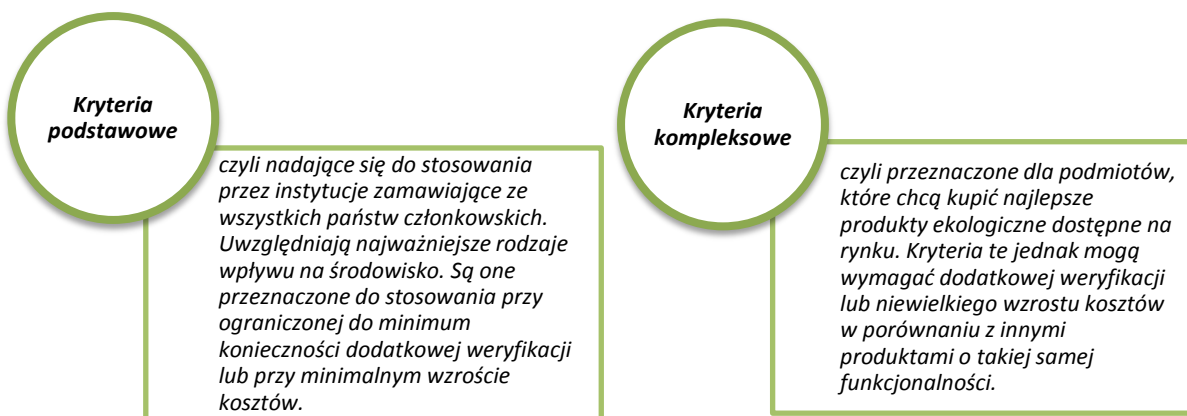 Kryteria
podstawowe
czyli nadające się do stosowania
przez instytucje zamawiające ze
wszystkich państw członkowskich.
Uwzględniają najważniejsze rodzaje
wpływu na środowisko. Są one
przeznaczone do stosowania przy
ograniczonej do minimum
konieczności dodatkowej weryfikacji
lub przy minimalnym wzroście
kosztów.
Kryteria
kompleksowe
czyli przeznaczone dla podmiotów,
które chcą kupić najlepsze
produkty ekologiczne dostępne na
rynku. Kryteria te jednak mogą
wymagać dodatkowej weryfikacji
lub niewielkiego wzrostu kosztów
w porównaniu z innymi
produktami o takiej samej
funkcjonalności.